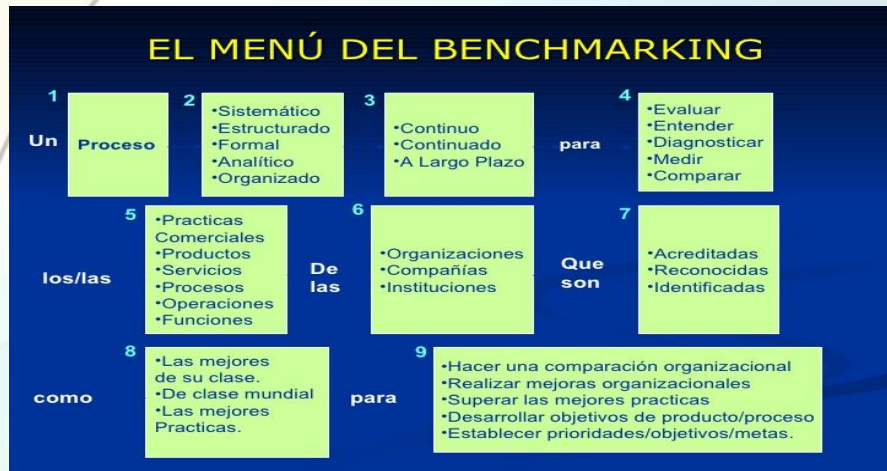 EL MENÚ DEL BENCHMARKING
1
Un
Proceso
2
•Sistemático
•Estructurado
•Formal
•Analítico
•Organizado
3
•Continuo
•Continuado
•A Largo Plazo
para
4
•Evaluar
•Entender
•Diagnosticar
•Medir
•Comparar
los/las
5
•Practicas
Comerciales
•Productos
•Servicios
•Procesos
•Operaciones
•Funciones
De
las
6
•Organizaciones
•Compañías
•Instituciones
Que
son
7
•Acreditadas
•Reconocidas
•Identificadas
como
8
•Las mejores
de su clase.
•De clase mundial
•Las mejores
Practicas.
para
9
•Hacer una comparación organizacional
•Realizar mejoras organizacionales
•Superar las mejores practicas
•Desarrollar objetivos de producto/proceso
•Establecer prioridades/objetivos/metas.